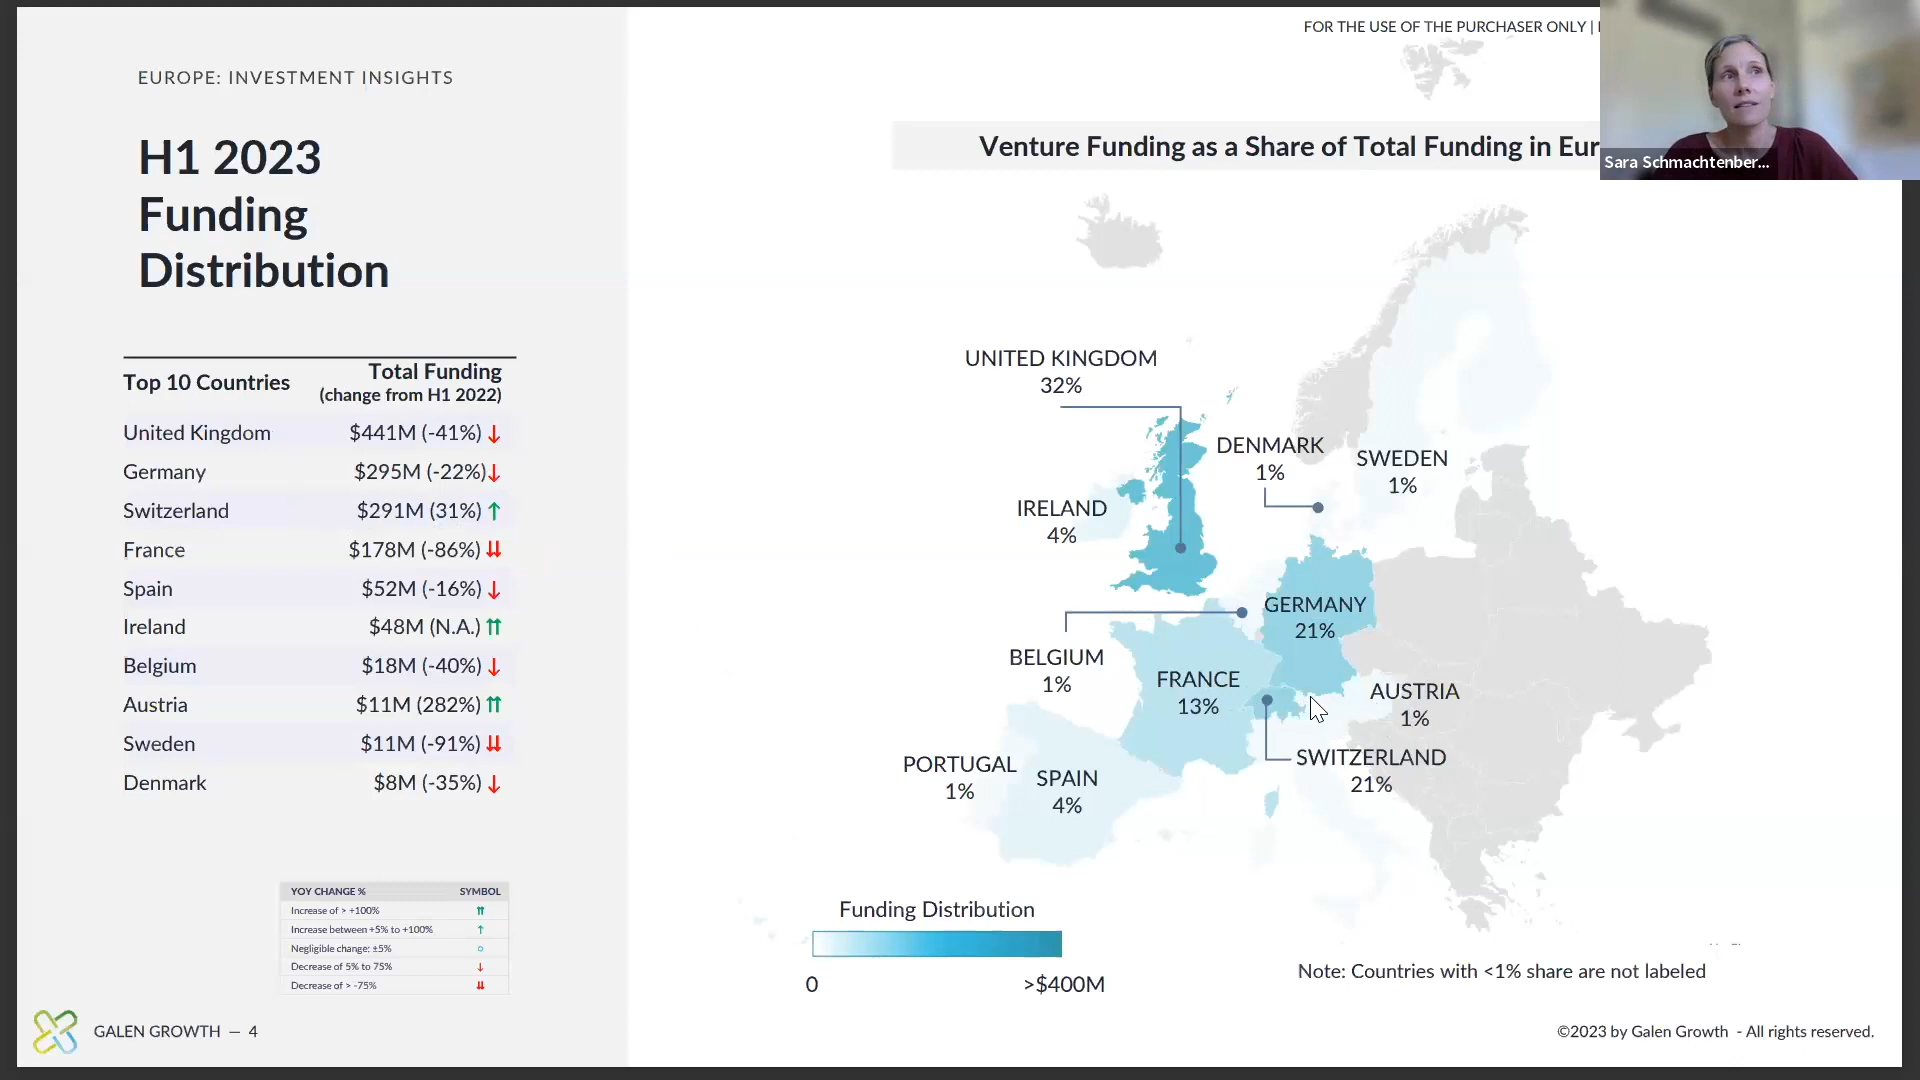 FOR THE USE OF THE PURCHASER ONLY |
EUROPE: INVESTMENT INSIGHTS
H1 2023
Funding
Distribution
Top 10 Countries
Total Funding
(change from H1 2022)
United Kingdom $441M (-41%) ↓
Germany $295M (-22%) ↓
Switzerland $291M (31%) ↑
France $178M (-86%) ⇊
Spain $52M (-16%) ↓
Ireland $48M (N.A.) ⇈
Belgium $18M (-40%) ↓
Austria $11M (282%) ⇈
Sweden $11M (-91%) ⇊
Denmark $8M (-35%) ↓
YOY CHANGE % SYMBOL
Increase of > +100% ⇈
Increase between +5% to +100% ↑
Negligible change: ±5% ○
Decrease of 5% to 75% ↓
Decrease of > -75% ⇊
GALEN GROWTH — 4
Venture Funding as a Share of Total Funding in Eur
Sara Schmachtenber...
UNITED KINGDOM
32%
DENMARK
1%
SWEDEN
1%
IRELAND
4%
GERMANY
21%
BELGIUM
1%
FRANCE
13%
AUSTRIA
1%
SWITZERLAND
21%
PORTUGAL
1%
SPAIN
4%
Funding Distribution
0 >$400M
Note: Countries with <1% share are not labeled
©2023 by Galen Growth - All rights reserved.